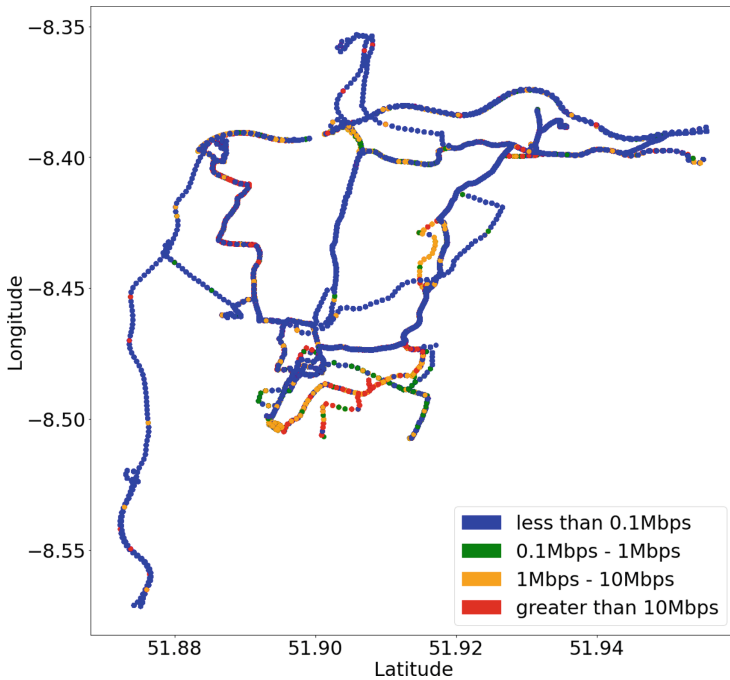 −8.35
−8.40
−8.45
−8.50
−8.55
Longitude
less than 0.1Mbps
0.1Mbps - 1Mbps
1Mbps - 10Mbps
greater than 10Mbps
51.88 51.90 51.92 51.94
Latitude